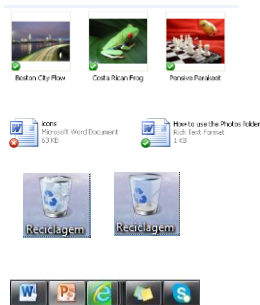 Boston City Flow
Costa Rican Frog
Pensive Parakeet
icons
Microsoft Word Document
53 KB
How to use the Photos folder
Rich Text Format
1 KB
Reciclagem
Reciclagem